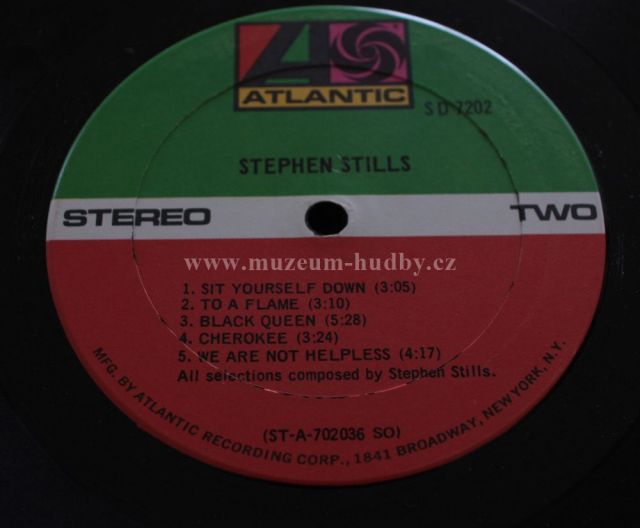 ATLANTIC
SD 7202
STEPHEN STILLS
STEREO
TWO
www.muzeum-hudby.cz
1. SIT YOURSELF DOWN (3:05)
2. TO A FLAME (3:10)
3. BLACK QUEEN (5:28)
4. CHEROKEE (3:24)
5. WE ARE NOT HELPLESS (4:17)
All selections composed by Stephen Stills.
(ST-A-702036 SO)
MFG. BY ATLANTIC RECORDING CORP., 1841 BROADWAY, NEW YORK, N.Y.